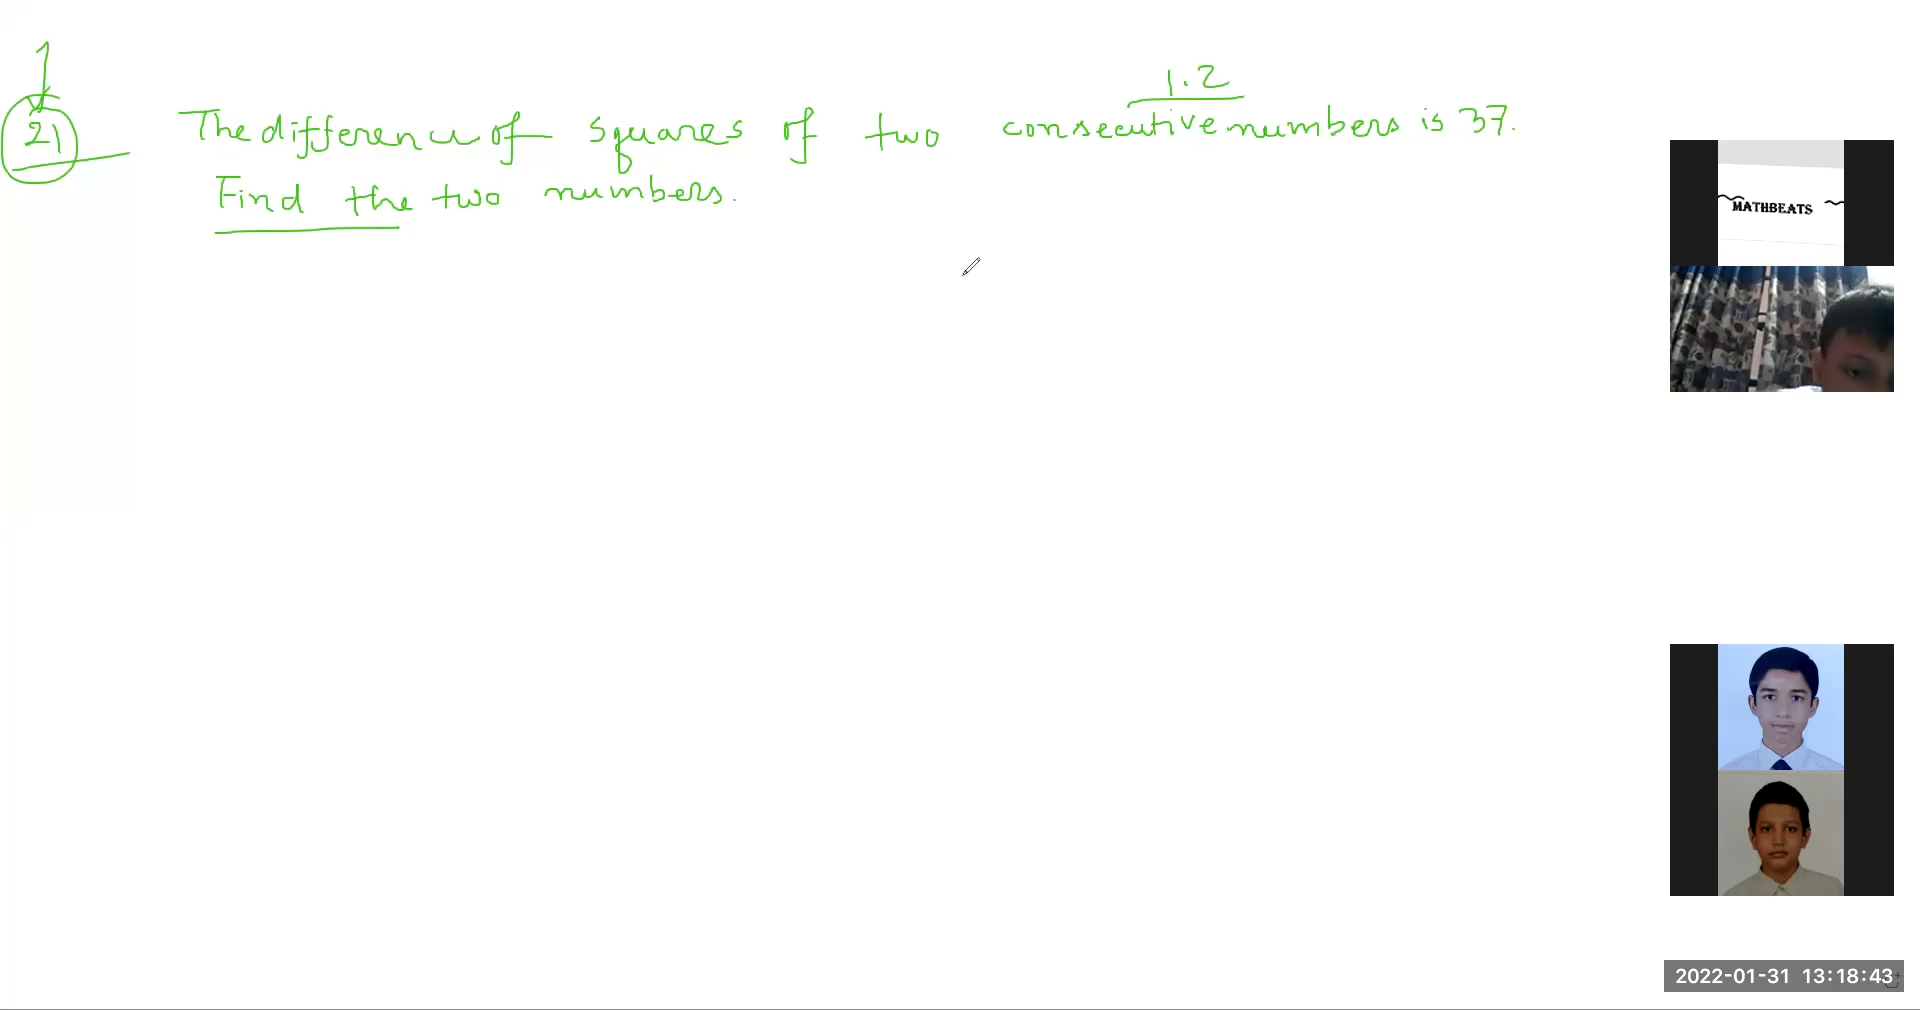 1.2
21 The difference of squares of two consecutive numbers is 37.
Find the two numbers.
MATHBEATS
2022-01-31 13:18:43